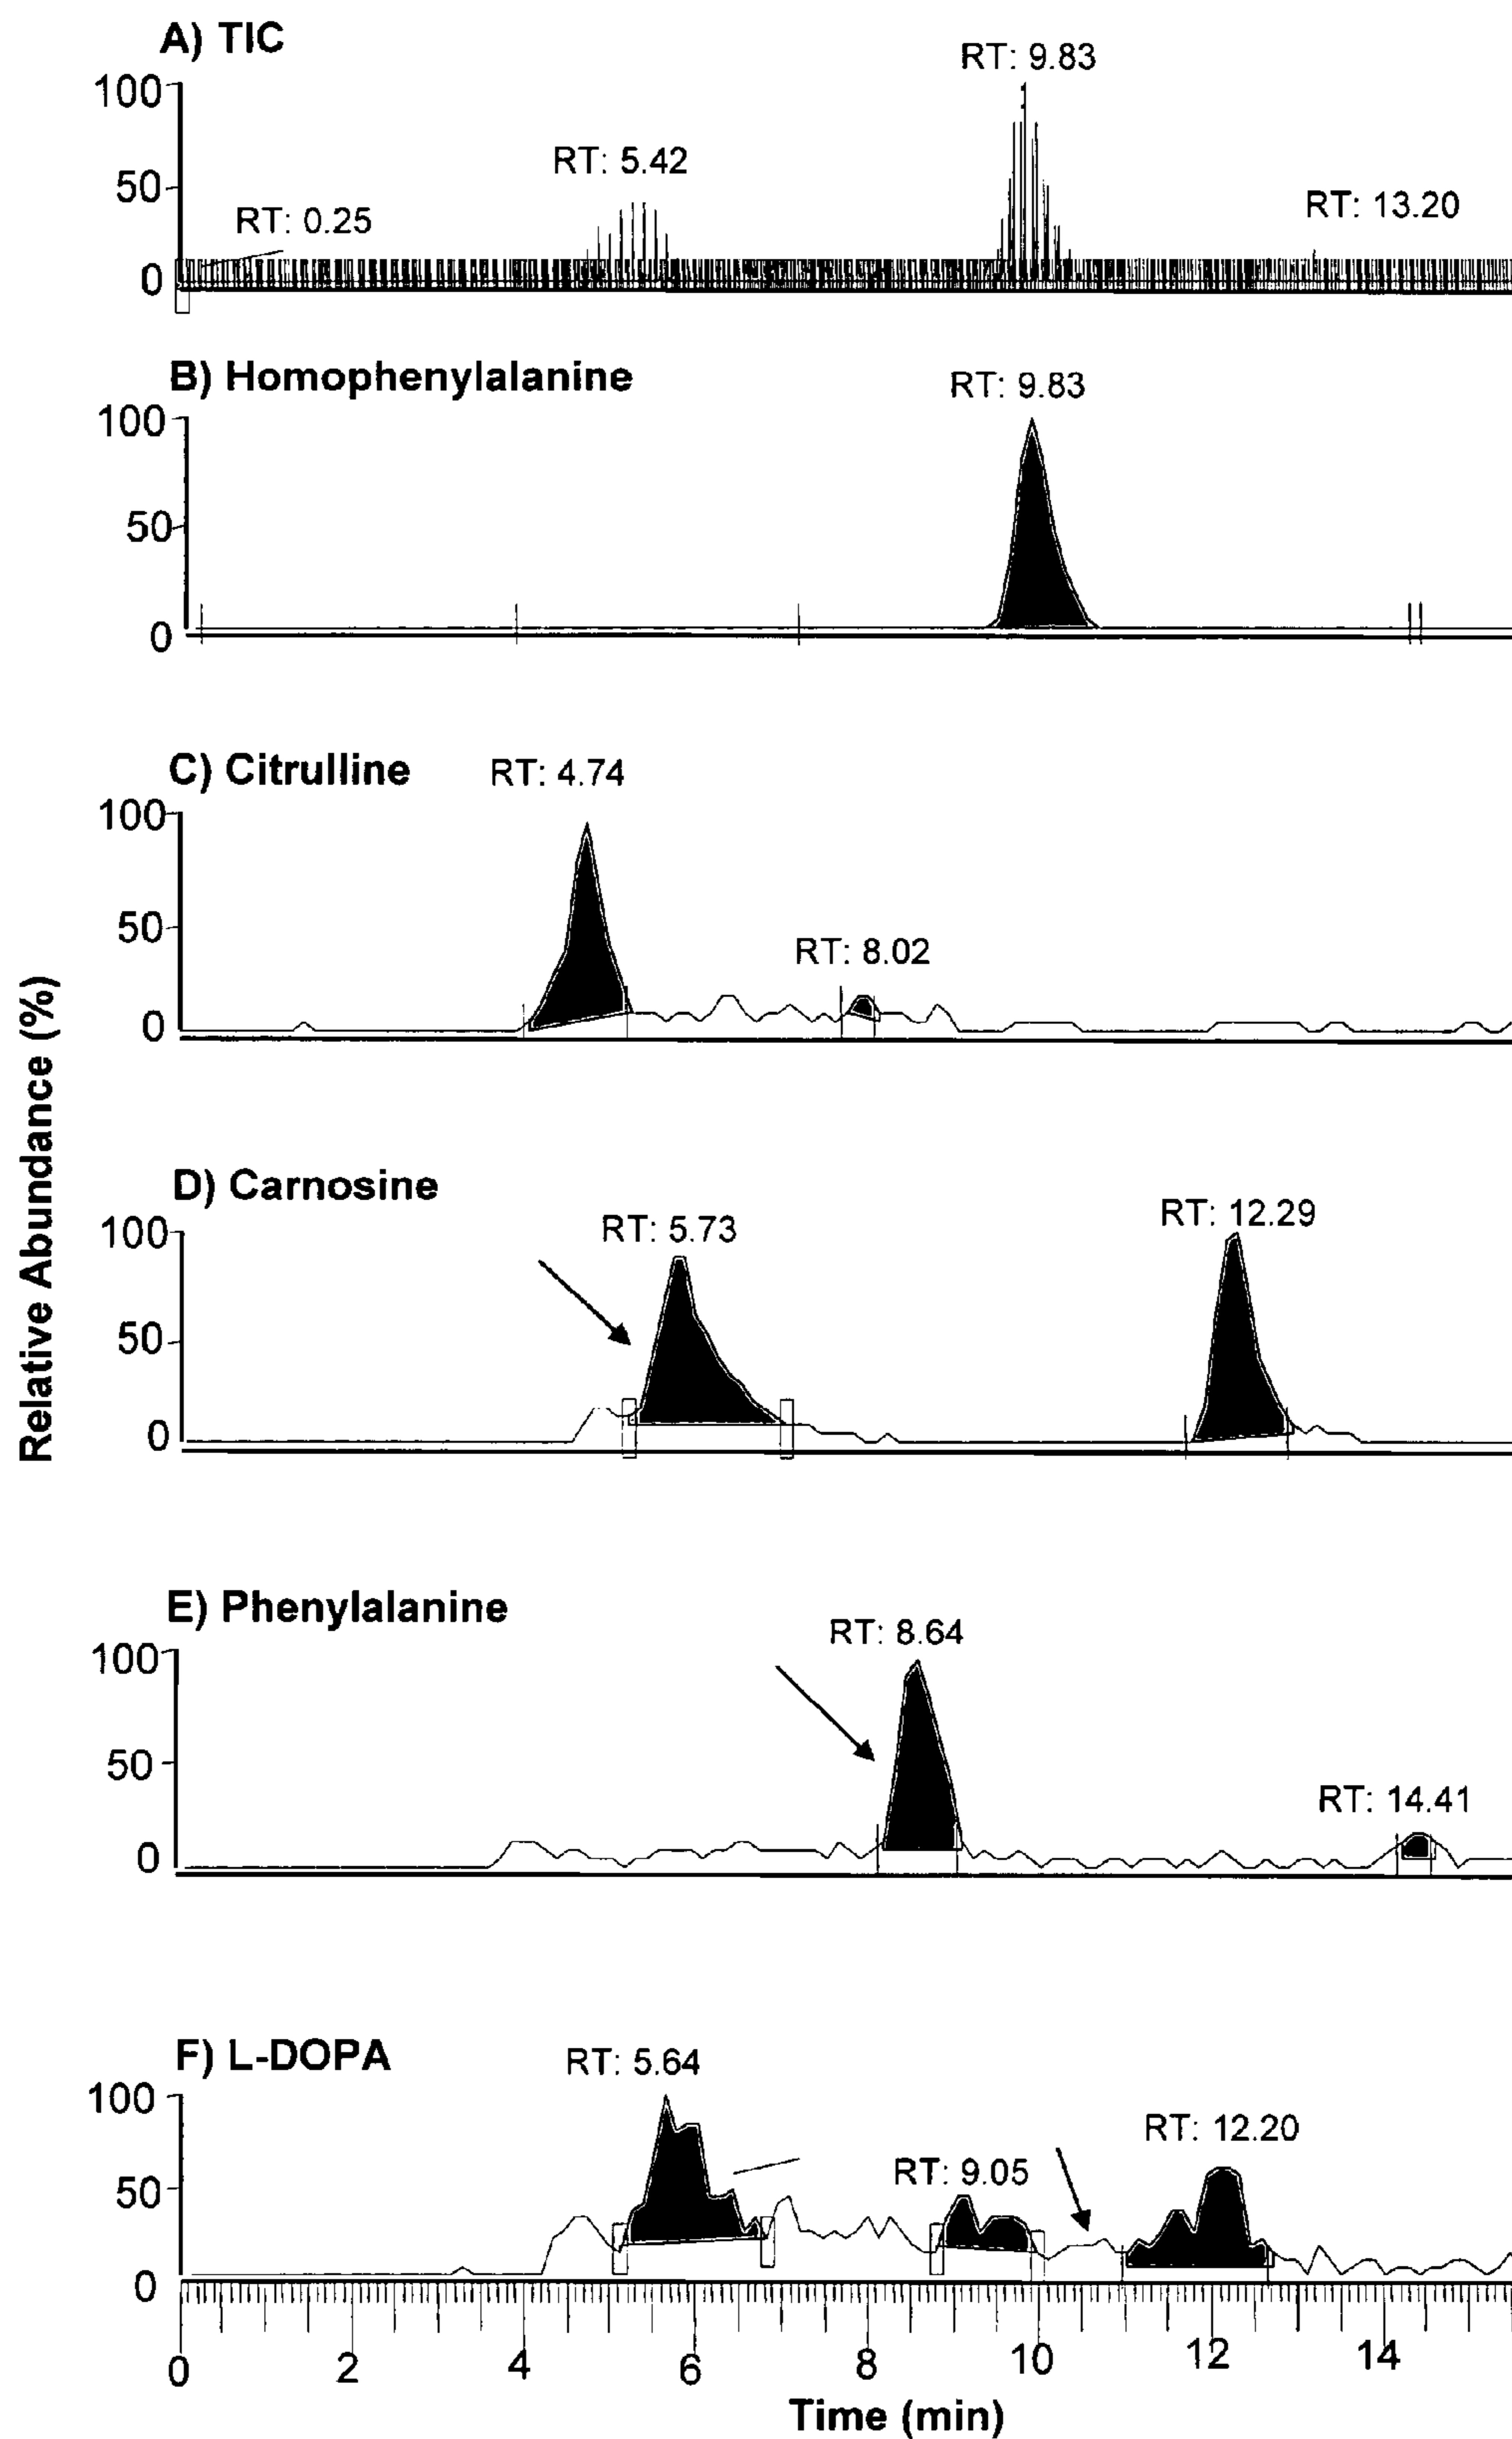 A) TIC
RT: 9.83
100
RT: 5.42
50
RT: 13.20
RT: 0.25
0
B) Homophenylalanine
RT: 9.83
100
50
0
C) Citrulline
RT: 4.74
100
50
RT: 8.02
0
Relative Abundance (%)
D) Carnosine
RT: 12.29
RT: 5.73
100
50
0
E) Phenylalanine
RT: 8.64
100
50
RT: 14.41
0
F) L-DOPA
RT: 5.64
100
RT: 12.20
RT: 9.05
50
0
0 2 4 6 8 10 12 14
Time (min)